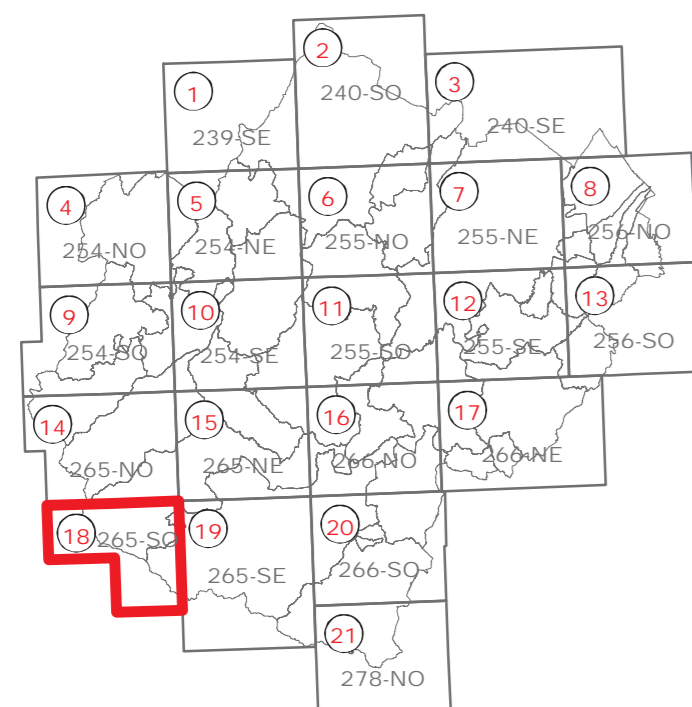 1
239-SE
2
240-SO
3
240-SE
4
254-NO
5
254-NE
6
255-NO
7
255-NE
8
256-NO
9
254-SO
10
254-SE
11
255-SO
12
255-SE
13
256-SO
14
265-NO
15
265-NE
16
266-NO
17
266-NE
18
265-SO
19
265-SE
20
266-SO
21
278-NO